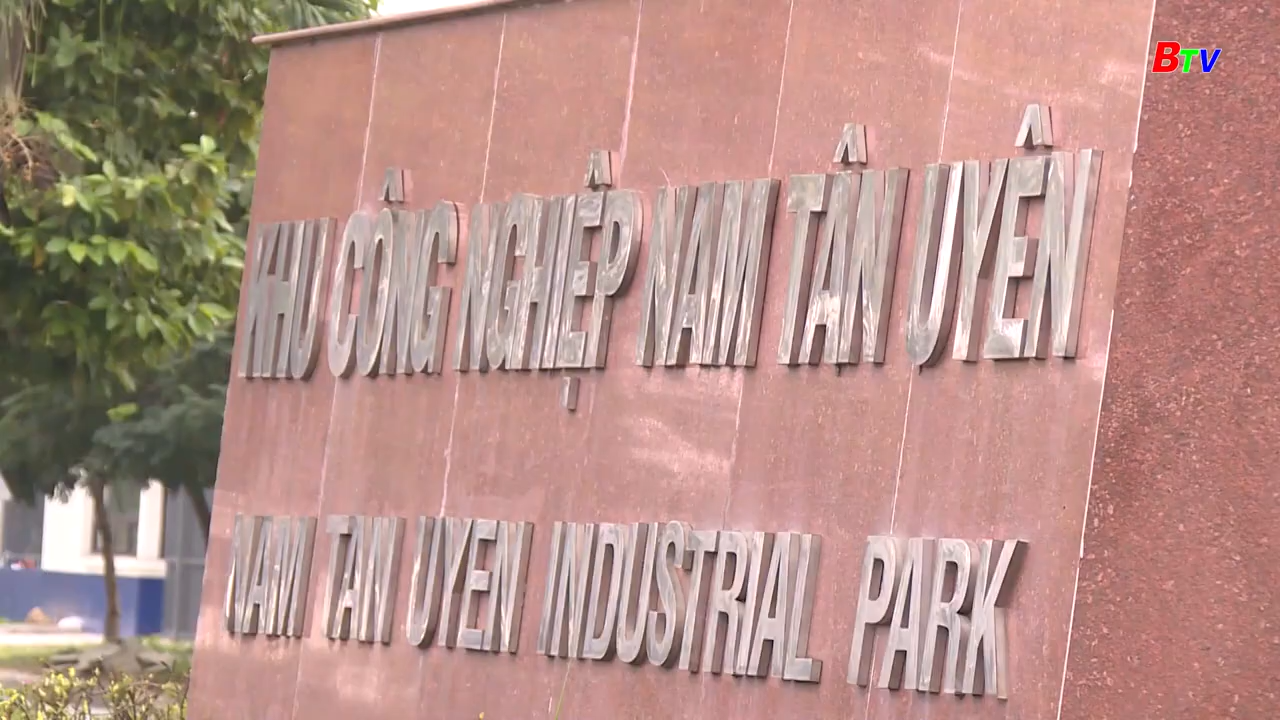 BTV
KHU CÔNG NGHIỆP NAM TÂN UYÊN
NAM TAN UYEN INDUSTRIAL PARK